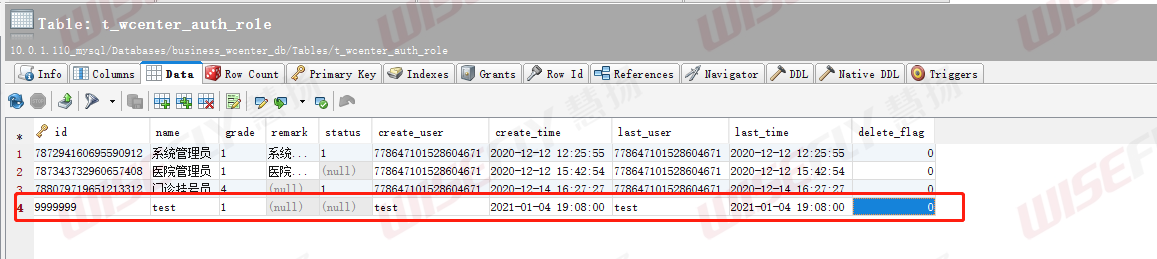 Table: t_wcenter_auth_role
10.0.1.110_mysql/Databases/business_wcenter_db/Tables/t_wcenter_auth_role
Info Columns Data Row Count Primary Key Indexes Grants Row Id References Navigator DDL Native DDL Triggers
* id name grade remark status create_user create_time last_user last_time delete_flag
1 787294160695590912 系统管理员 1 系统... 1 778647101528604671 2020-12-12 12:25:55 778647101528604671 2020-12-12 12:25:55 0
2 787343732960657408 医院管理员 1 医院... (null) 778647101528604671 2020-12-12 15:42:54 778647101528604671 2020-12-12 15:42:54 0
3 788079719651213312 门诊挂号员 4 (null) 1 778647101528604671 2020-12-14 16:27:27 778647101528604671 2020-12-14 16:27:27 0
4 9999999 test 1 (null) (null) test 2021-01-04 19:08:00 test 2021-01-04 19:08:00 0
WISEFLY 慧扬